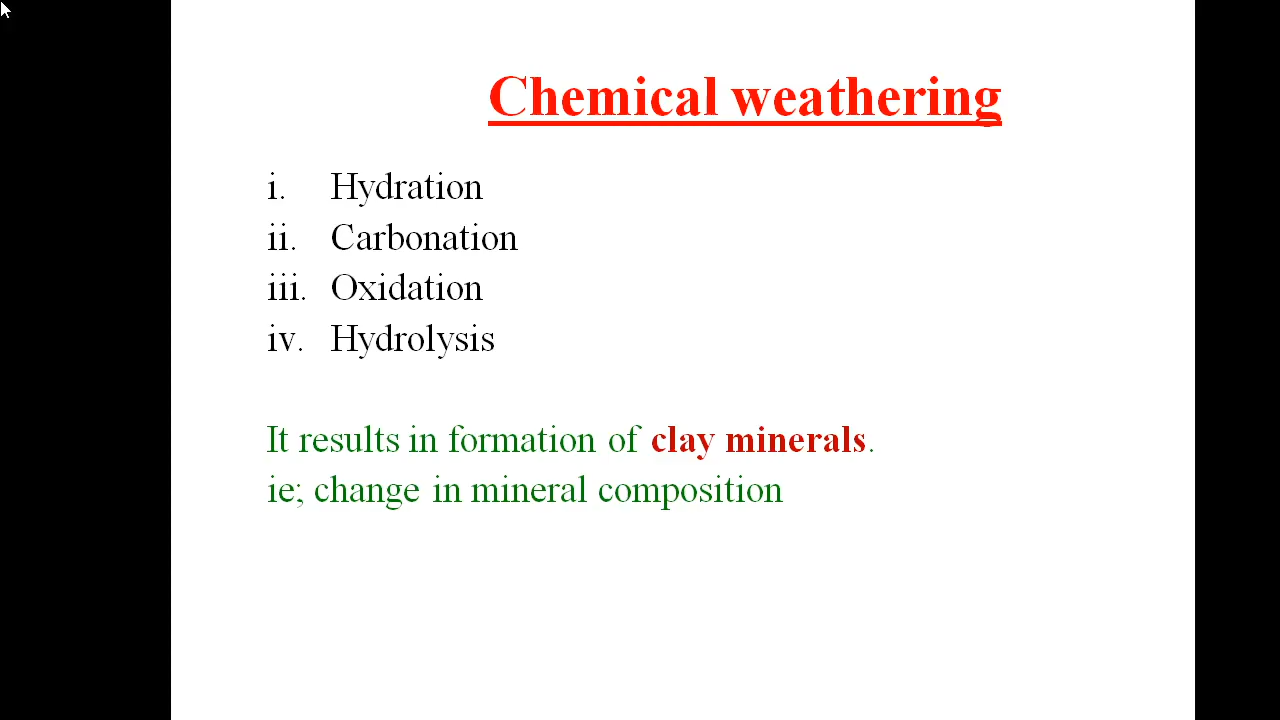 Chemical weathering
i. Hydration
ii. Carbonation
iii. Oxidation
iv. Hydrolysis
It results in formation of clay minerals.
ie; change in mineral composition